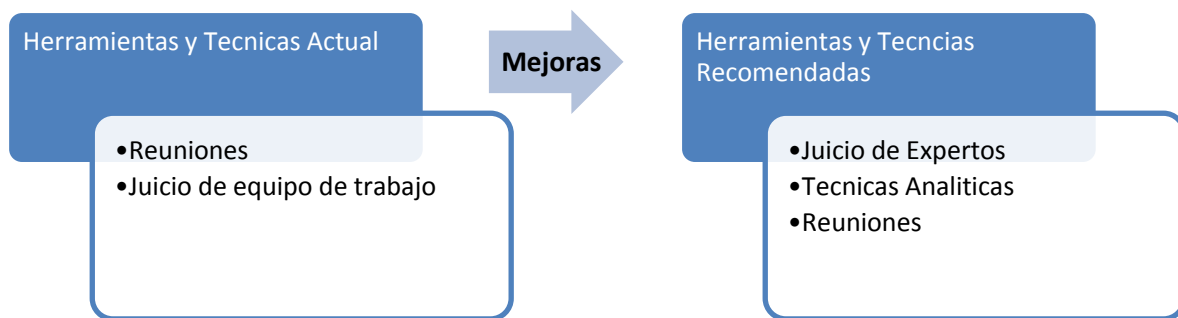 Herramientas y Tecnicas Actual
•Reuniones
•Juicio de equipo de trabajo
Mejoras
Herramientas y Tecncias
Recomendadas
•Juicio de Expertos
•Tecnicas Analiticas
•Reuniones